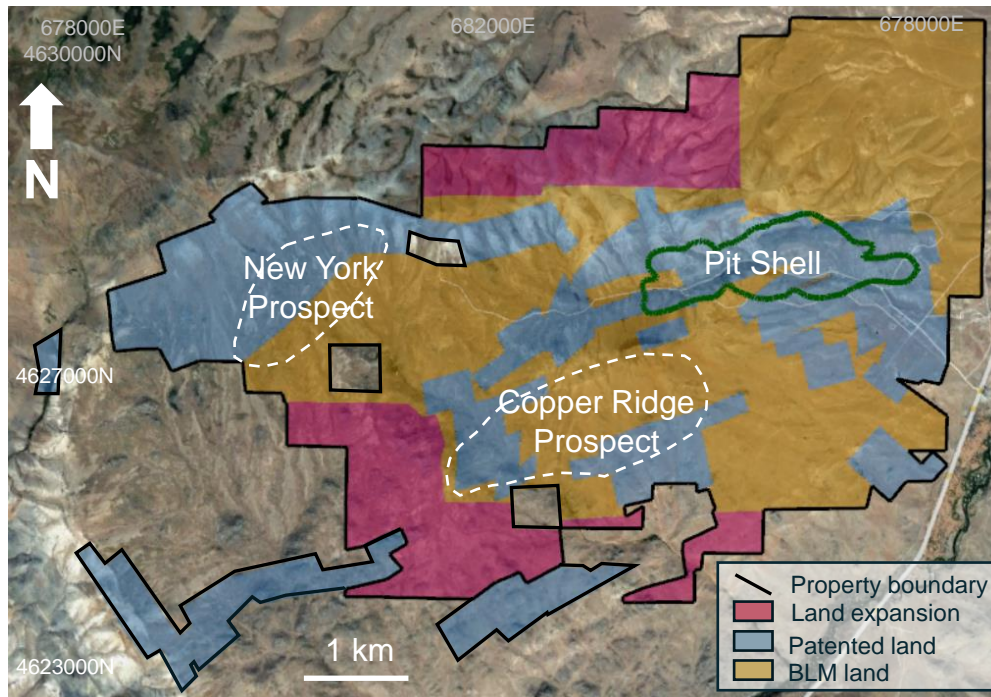 678000E
682000E
678000E
4630000N
N
Pit Shell
New York
Prospect
4627000N
Copper Ridge
Prospect
Property boundary
Land expansion
1 km
Patented land
4623000N
BLM land